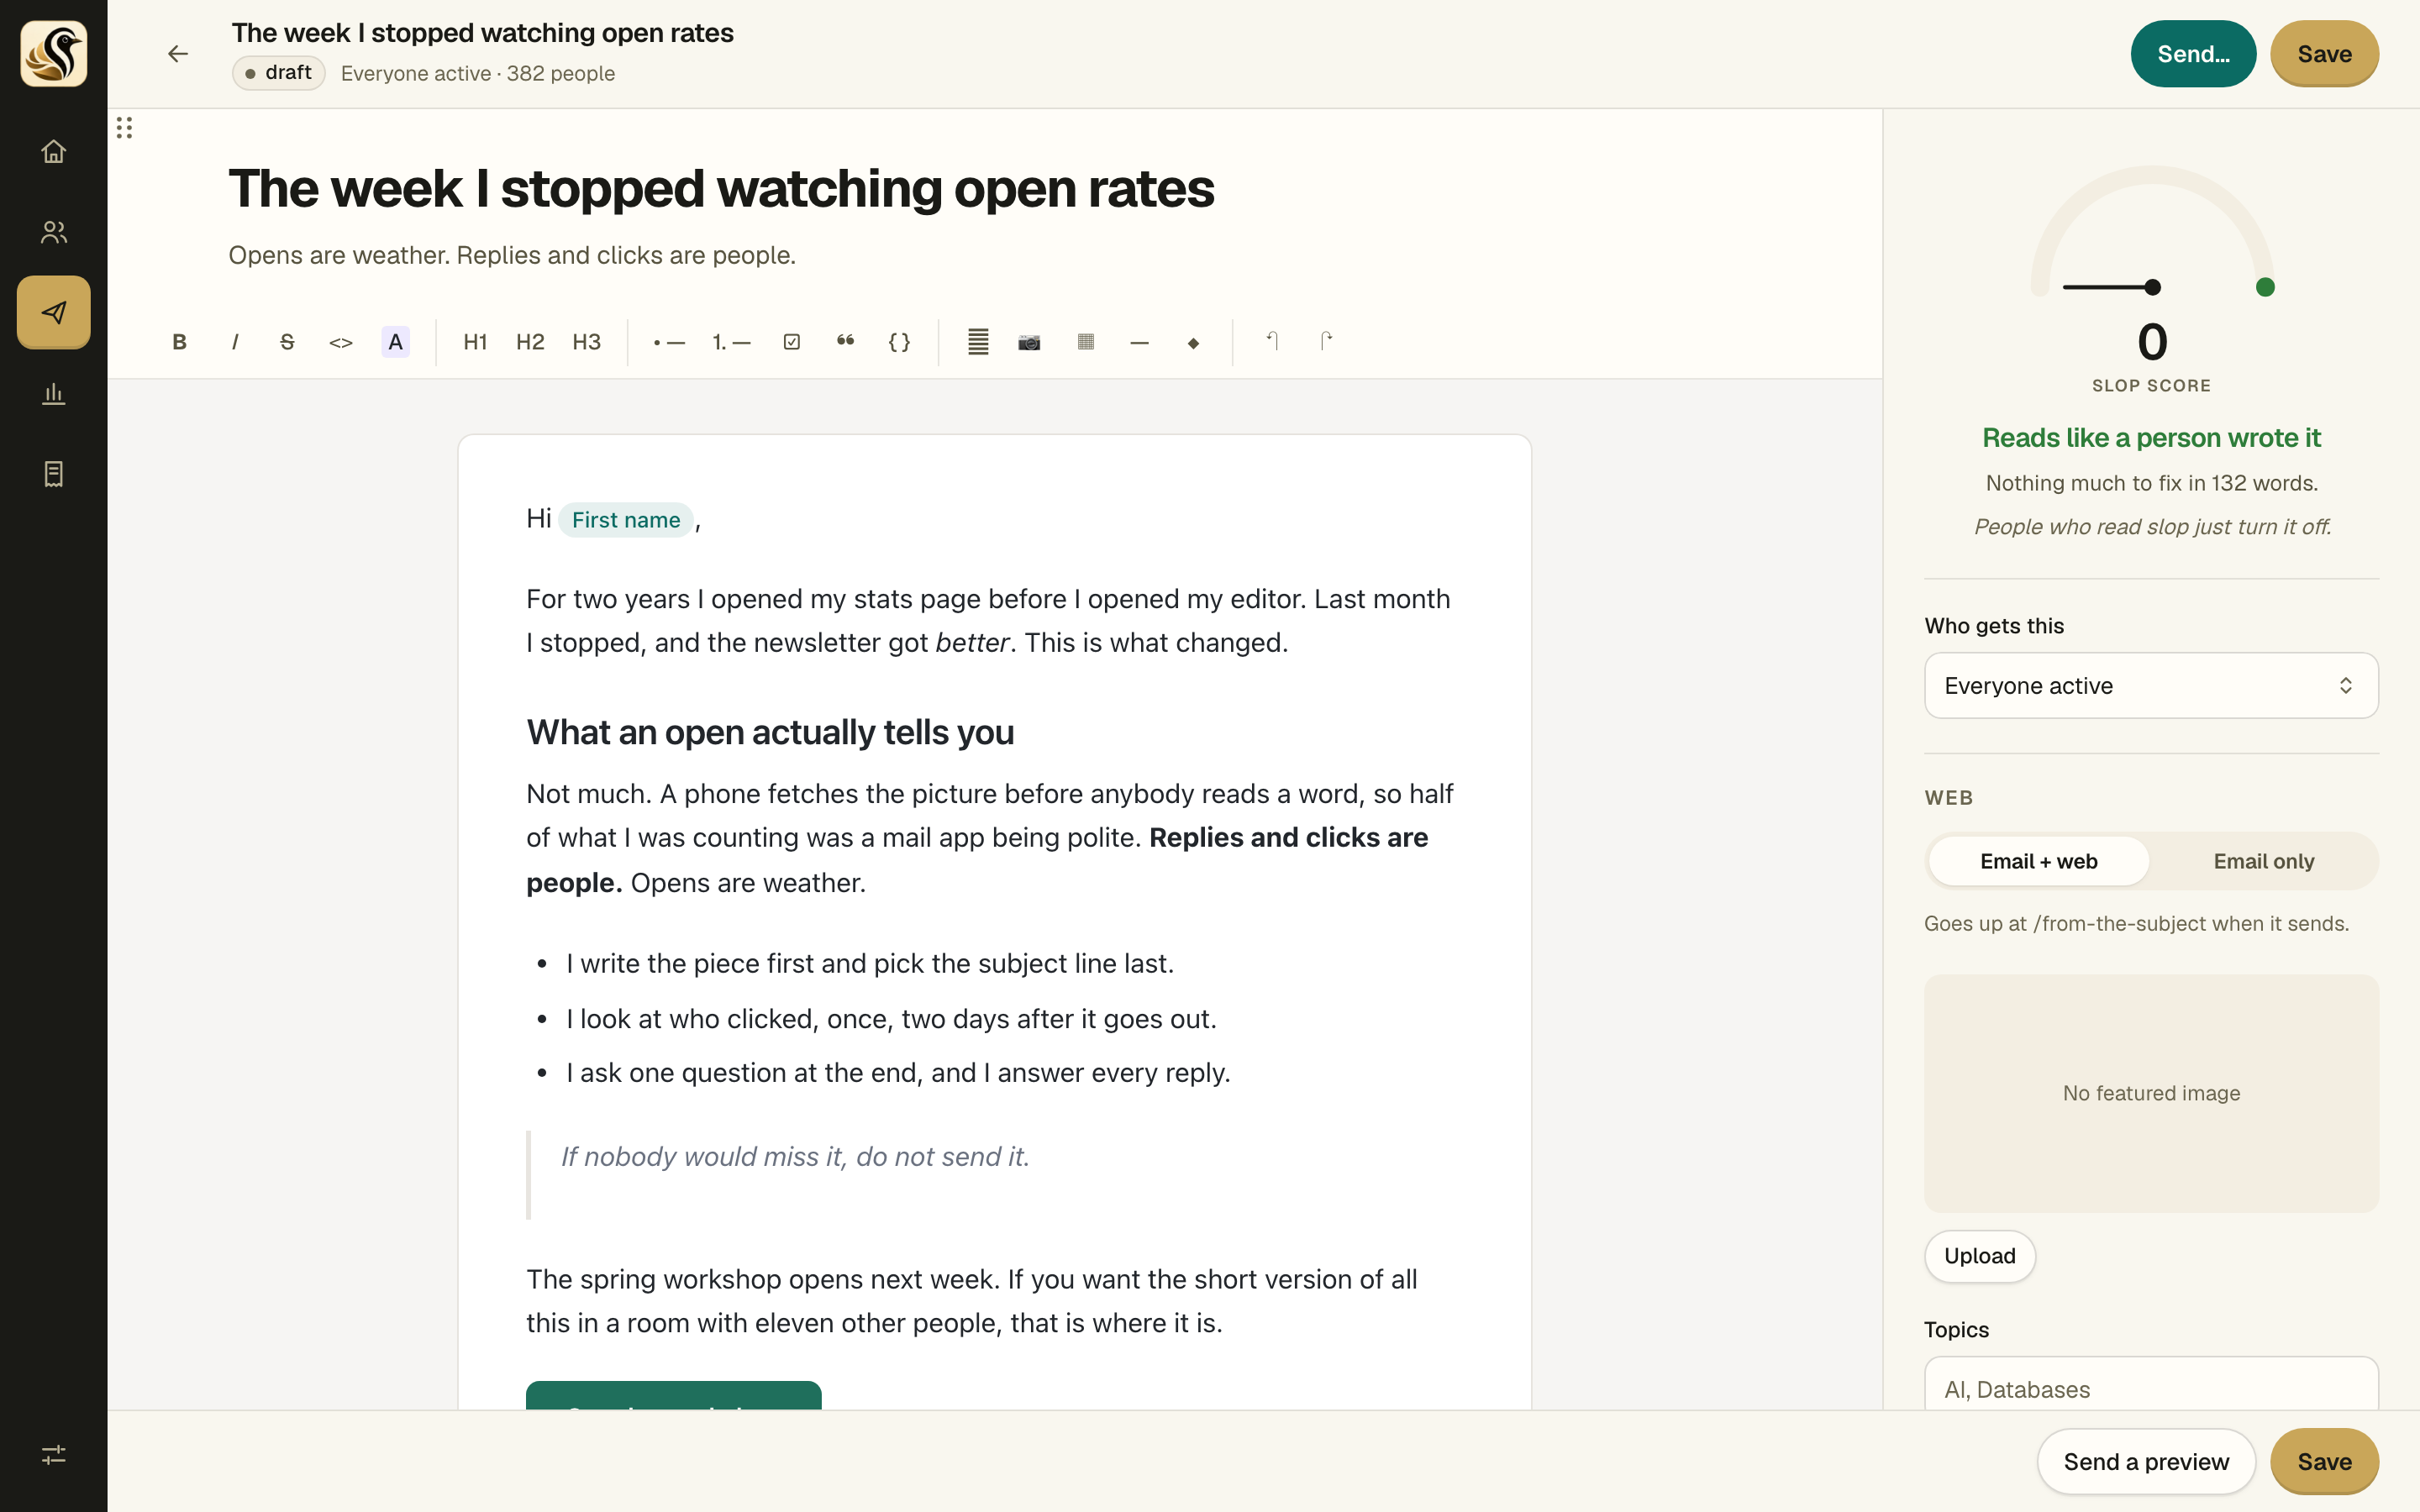 The week I stopped watching open rates
draft
Everyone active · 382 people
Send...
Save
The week I stopped watching open rates
Opens are weather. Replies and clicks are people.
B I S <> A H1 H2 H3 1. {}
Hi First name,
For two years I opened my stats page before I opened my editor. Last month
I stopped, and the newsletter got better. This is what changed.
What an open actually tells you
Not much. A phone fetches the picture before anybody reads a word, so half
of what I was counting was a mail app being polite. Replies and clicks are
people. Opens are weather.
• I write the piece first and pick the subject line last.
• I look at who clicked, once, two days after it goes out.
• I ask one question at the end, and I answer every reply.
If nobody would miss it, do not send it.
The spring workshop opens next week. If you want the short version of all
this in a room with eleven other people, that is where it is.
0
SLOP SCORE
Reads like a person wrote it
Nothing much to fix in 132 words.
People who read slop just turn it off.
Who gets this
Everyone active
WEB
Email + web
Email only
Goes up at /from-the-subject when it sends.
No featured image
Upload
Topics
AI, Databases
Send a preview
Save